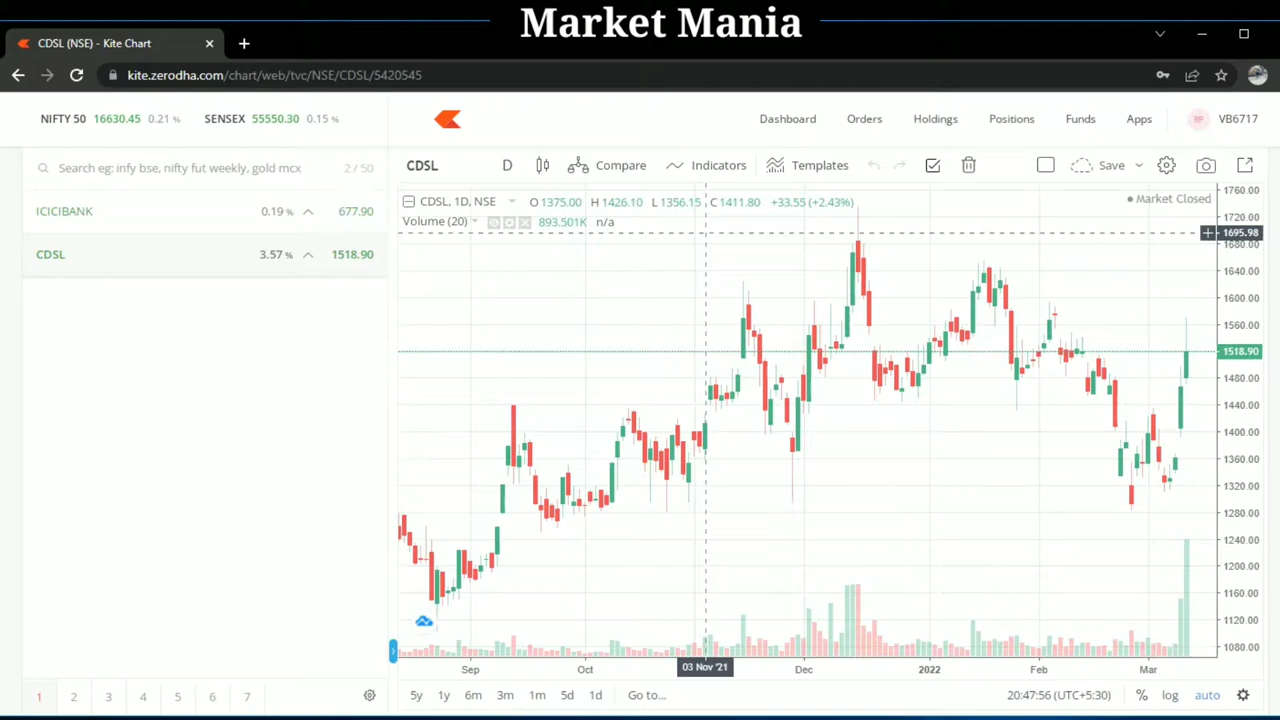 Market Mania
CDSL (NSE) - Kite Chart
kite.zerodha.com/chart/web/tvc/NSE/CDSL/5420545
NIFTY 50 16630.45 0.21 % SENSEX 55550.30 0.15 %
Dashboard Orders Holdings Positions Funds Apps RP VB6717
Search eg: infy bse, nifty fut weekly, gold mcx 2 / 50
ICICIBANK 0.19 % 677.90
CDSL 3.57 % 1518.90
CDSL D Compare Indicators Templates Save
CDSL, 1D, NSE O 1375.00 H 1426.10 L 1356.15 C 1411.80 +33.55 (+2.43%)
Market Closed
Volume (20) 893.501K n/a
1760.00
1720.00
1695.98
1680.00
1640.00
1600.00
1560.00
1518.90
1480.00
1440.00
1400.00
1360.00
1320.00
1280.00
1240.00
1200.00
1160.00
1120.00
1080.00
Sep Oct 03 Nov '21 Dec 2022 Feb Mar
1 2 3 4 5 6 7
5y 1y 6m 3m 1m 5d 1d Go to... 20:47:56 (UTC+5:30) % log auto